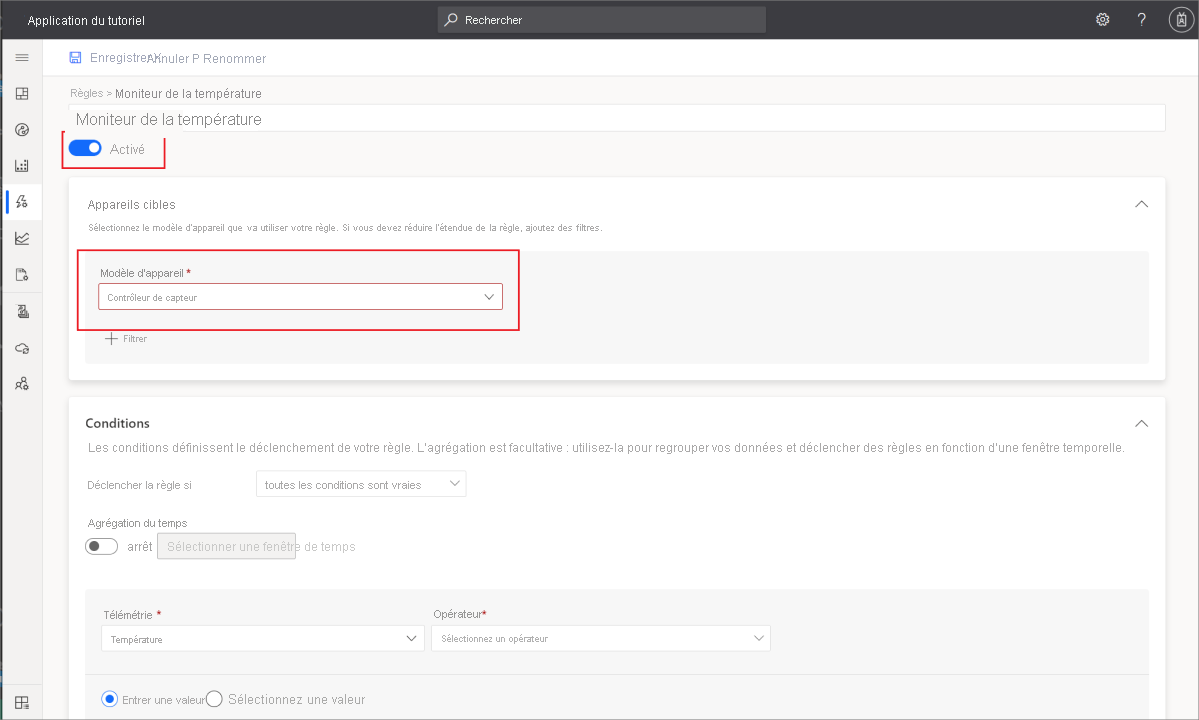 Application du tutoriel
Rechercher
Enregistrer
Annuler P Renommer
Règles > Moniteur de la température
Moniteur de la température
Activé
Appareils cibles
Sélectionnez le modèle d'appareil que va utiliser votre règle. Si vous devez réduire l'étendue de la règle, ajoutez des filtres.
Modèle d'appareil *
Contrôleur de capteur
Filtrer
Conditions
Les conditions définissent le déclenchement de votre règle. L'agrégation est facultative : utilisez-la pour regrouper vos données et déclencher des règles en fonction d'une fenêtre temporelle.
Déclencher la règle si
toutes les conditions sont vraies
Agrégation du temps
arrêt
Sélectionner une fenêtre de temps
Télémétrie *
Opérateur*
Température
Sélectionnez un opérateur
Entrer une valeur
Sélectionnez une valeur